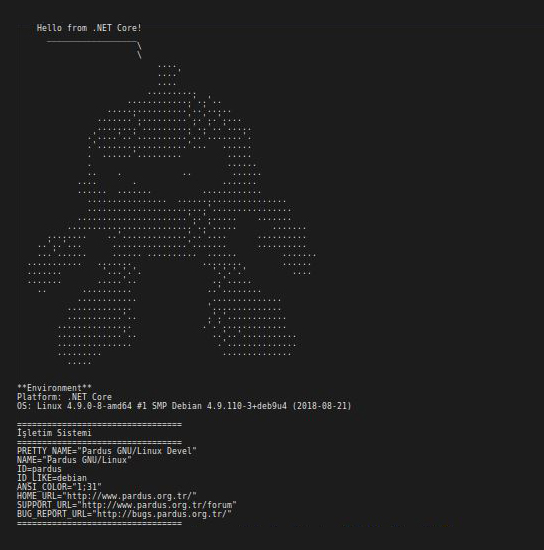 Hello from .NET Core!
**Environment**
Platform: .NET Core
OS: Linux 4.9.0-8-amd64 #1 SMP Debian 4.9.110-3+deb9u4 (2018-08-21)
=================================
İşletim Sistemi
=================================
PRETTY_NAME="Pardus GNU/Linux Devel"
NAME="Pardus GNU/Linux"
ID=pardus
ID_LIKE=debian
ANSI_COLOR="1;31"
HOME_URL="http://www.pardus.org.tr/"
SUPPORT_URL="http://www.pardus.org.tr/forum"
BUG_REPORT_URL="http://bugs.pardus.org.tr/"
=================================